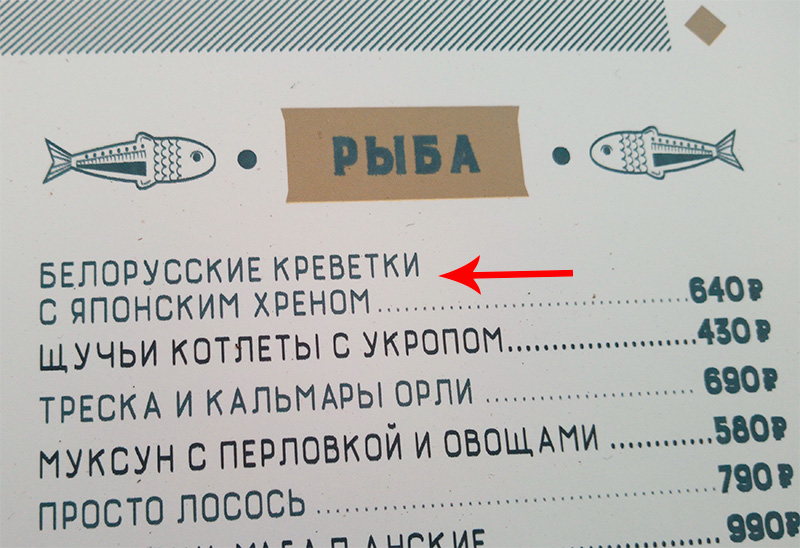 РЫБА
БЕЛОРУССКИЕ КРЕВЕТКИ
С ЯПОНСКИМ ХРЕНОМ..............................640₽
ЩУЧЬИ КОТЛЕТЫ С УКРОПОМ....................430₽
ТРЕСКА И КАЛЬМАРЫ ОРЛИ ......................690₽
МУКСУН С ПЕРЛОВКОЙ И ОВОЩАМИ ............580₽
ПРОСТО ЛОСОСЬ ......................................790₽
990₽